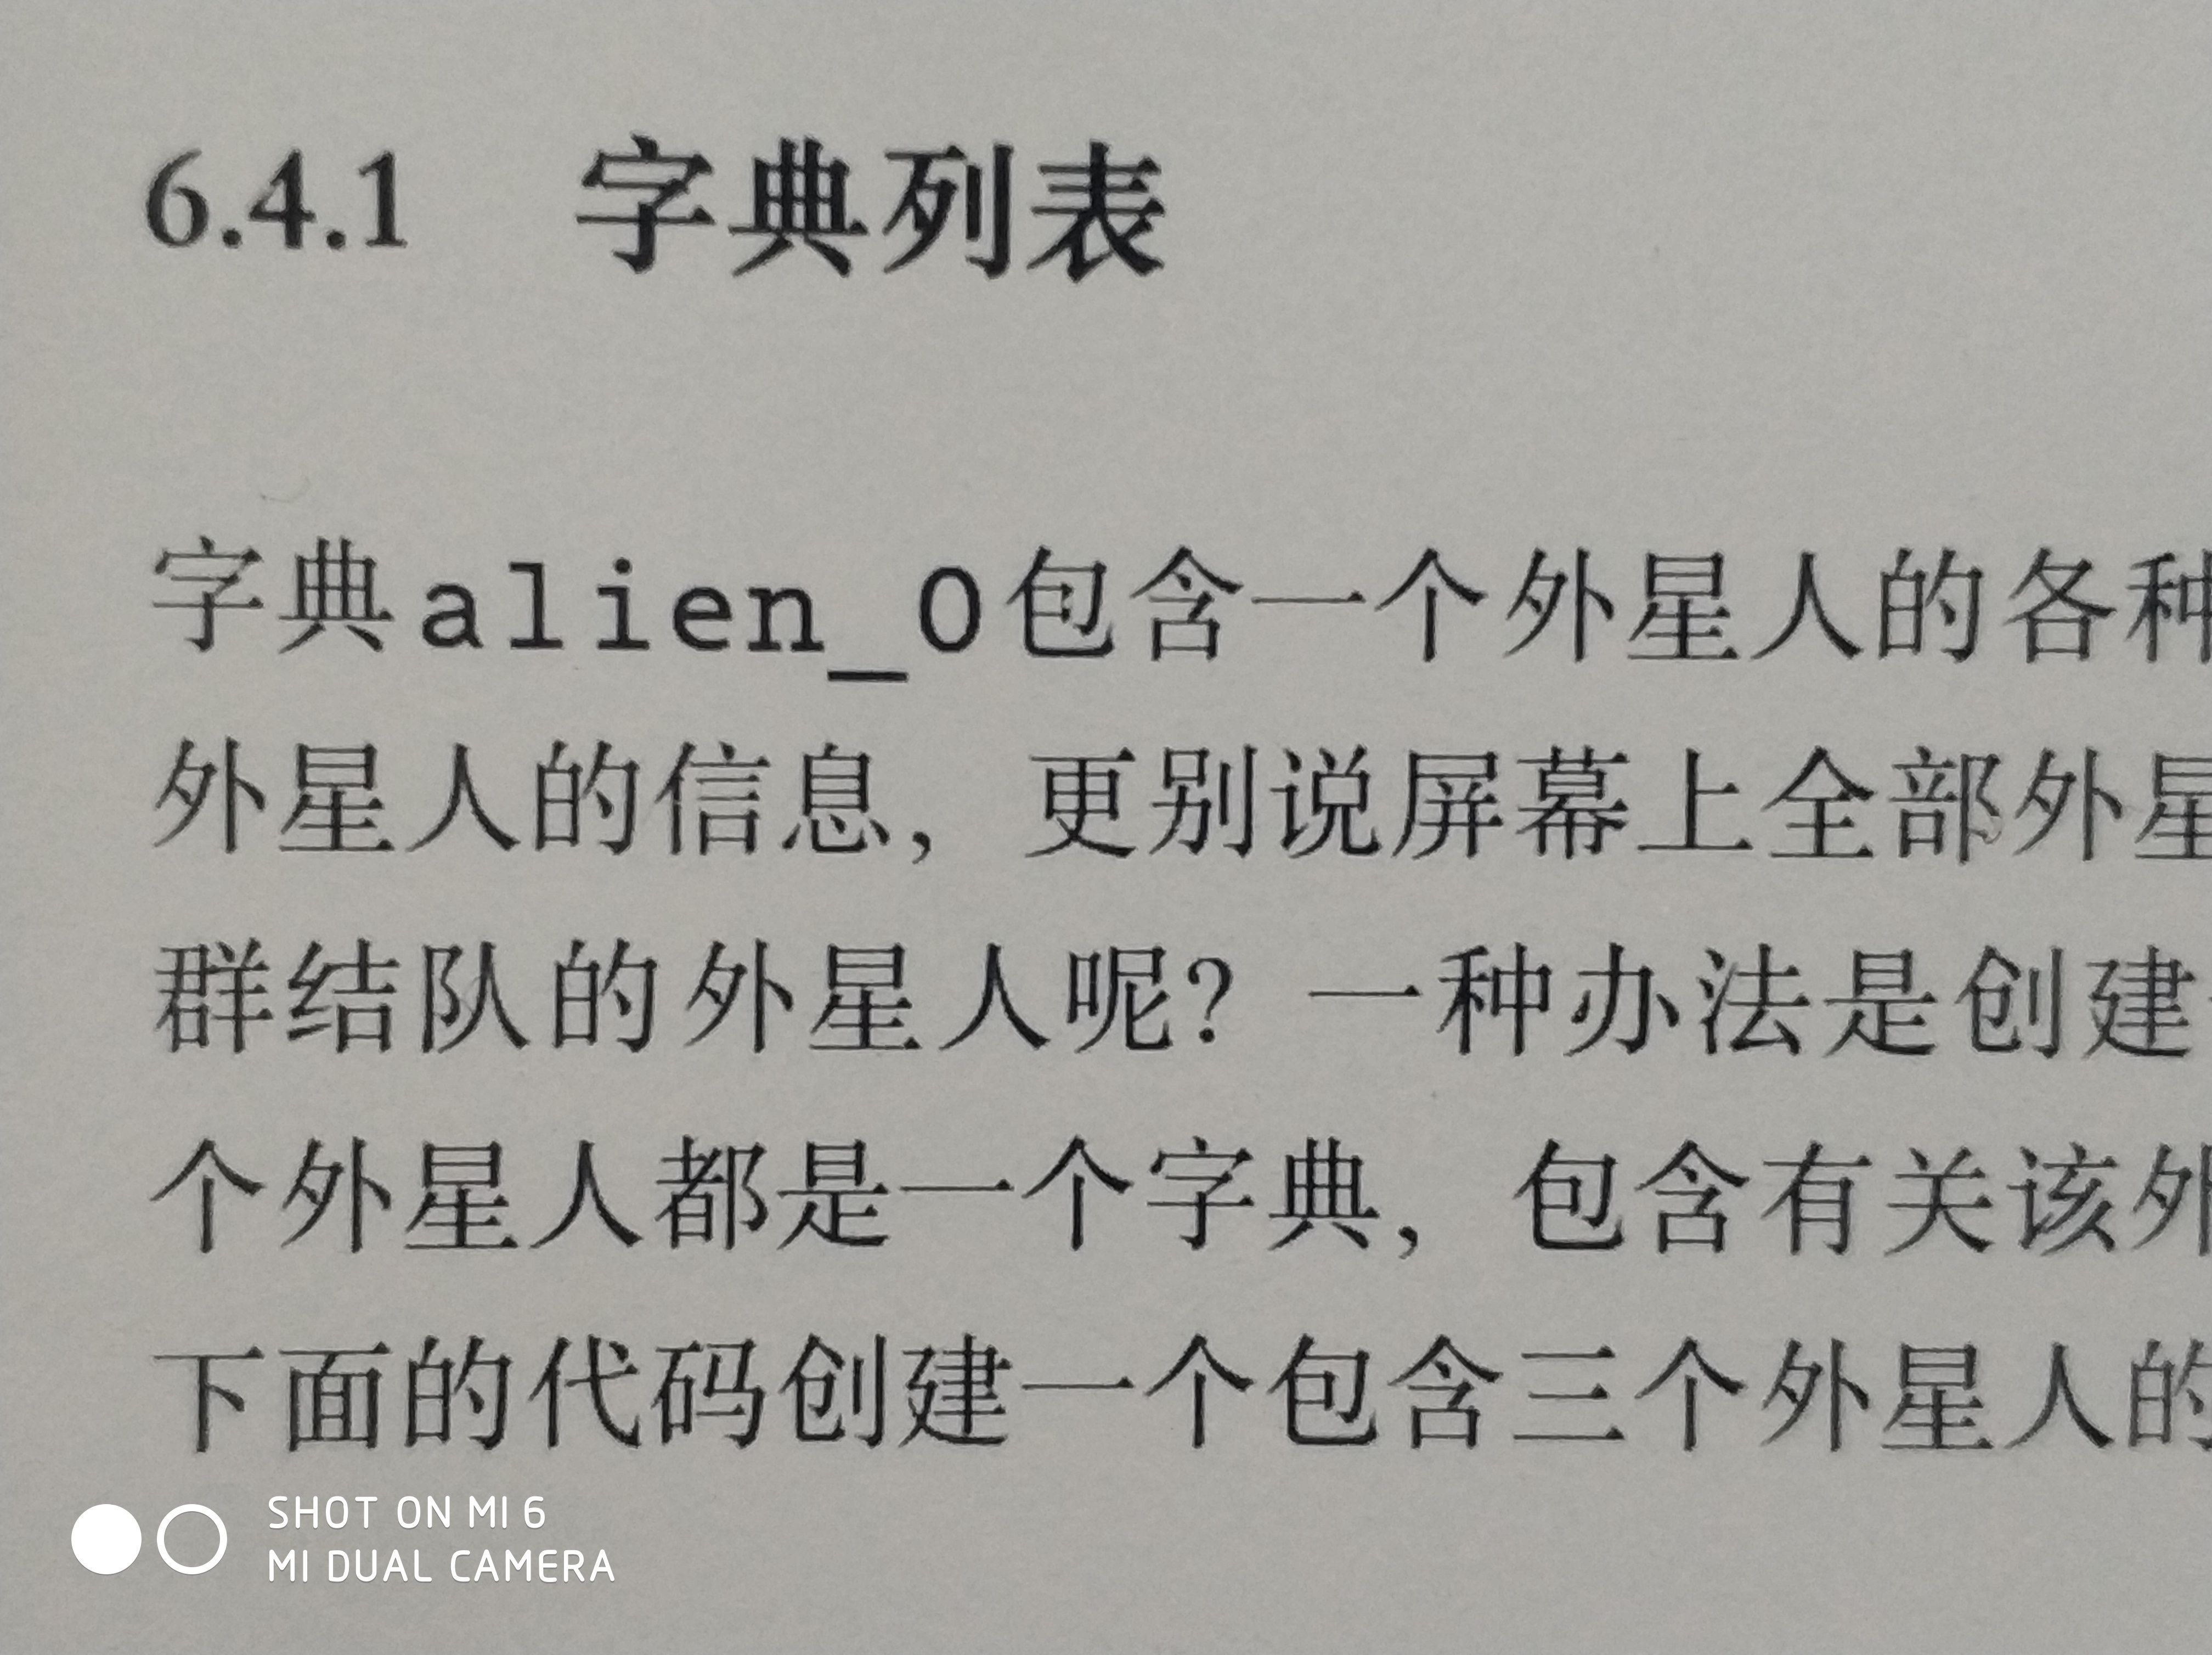 6.4.1 字典列表
字典alien_0包含一个外星人的各种
外星人的信息，更别说屏幕上全部外星
群结队的外星人呢？一种办法是创建
个外星人都是一个字典，包含有关该外
下面的代码创建一个包含三个外星人的
SHOT ON MI 6
MI DUAL CAMERA